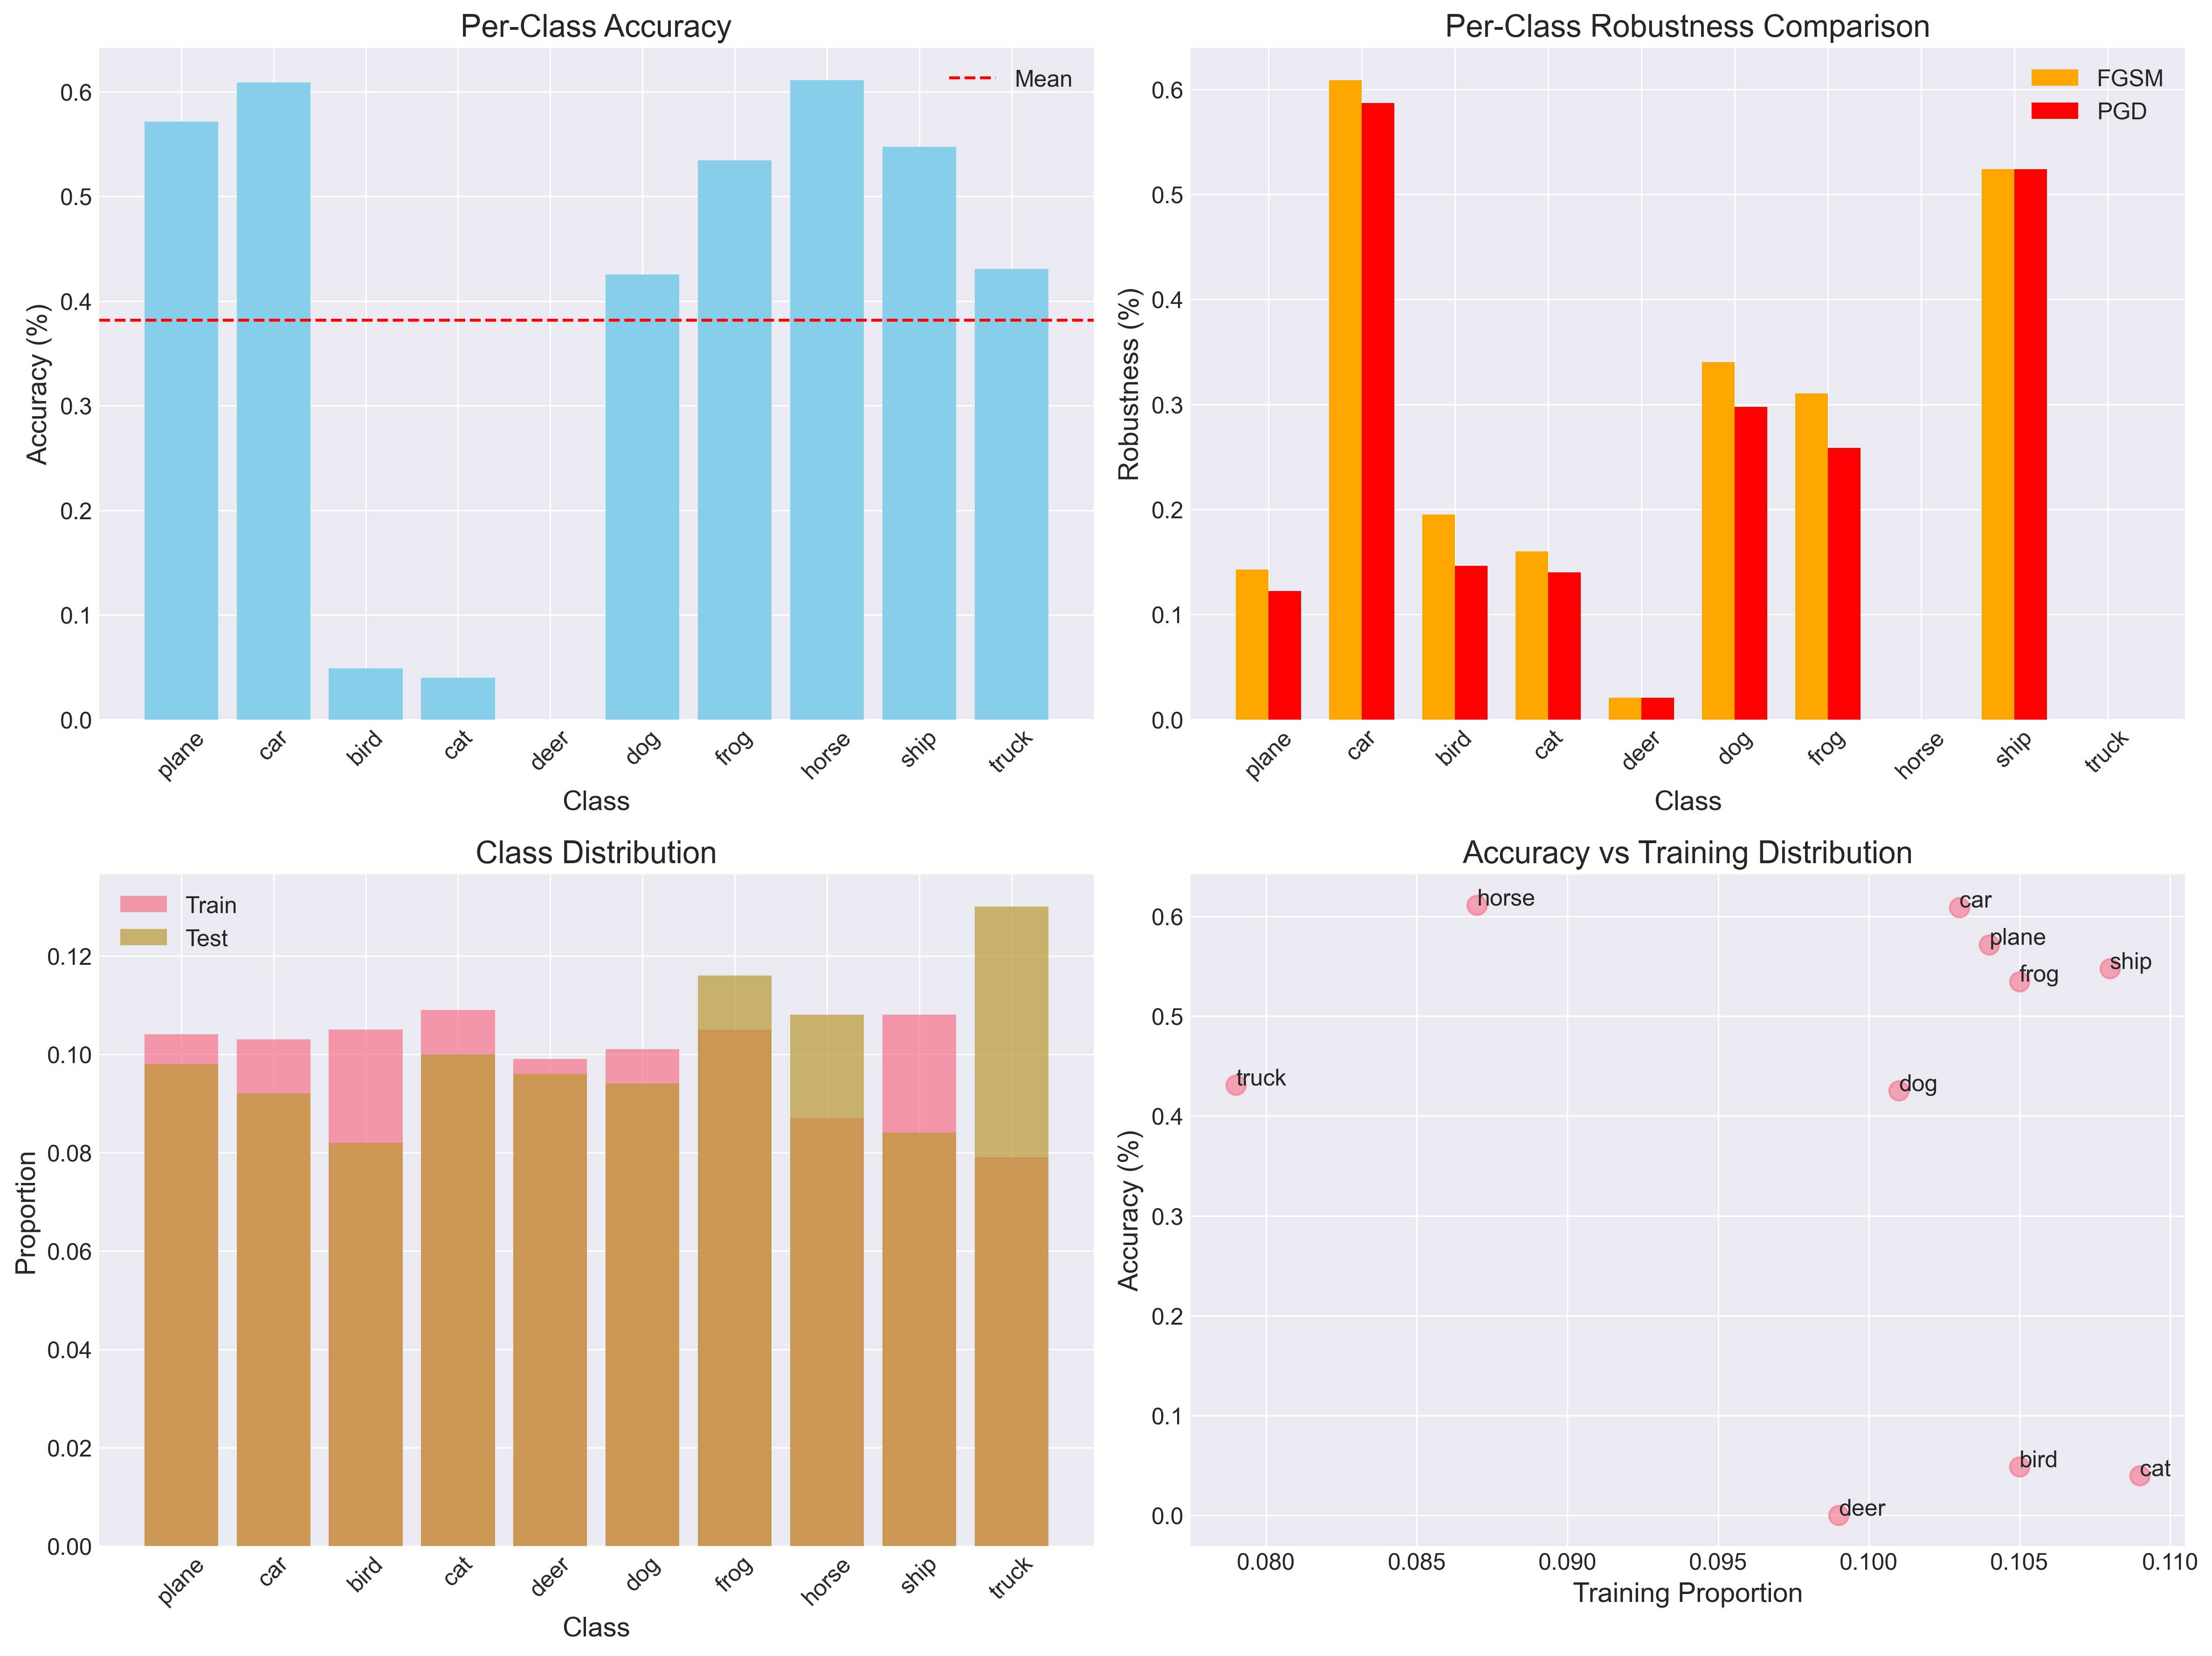 Per-Class Accuracy
Mean
Accuracy (%)
0.6
0.5
0.4
0.3
0.2
0.1
0.0
plane car bird cat deer dog frog horse ship truck
Class
Per-Class Robustness Comparison
FGSM
PGD
Robustness (%)
0.6
0.5
0.4
0.3
0.2
0.1
0.0
plane car bird cat deer dog frog horse ship truck
Class
Class Distribution
Train
Test
Proportion
0.12
0.10
0.08
0.06
0.04
0.02
0.00
plane car bird cat deer dog frog horse ship truck
Class
Accuracy vs Training Distribution
Accuracy (%)
0.6
0.5
0.4
0.3
0.2
0.1
0.0
horse
car
plane
ship
frog
truck
dog
bird
cat
deer
0.080 0.085 0.090 0.095 0.100 0.105 0.110
Training Proportion